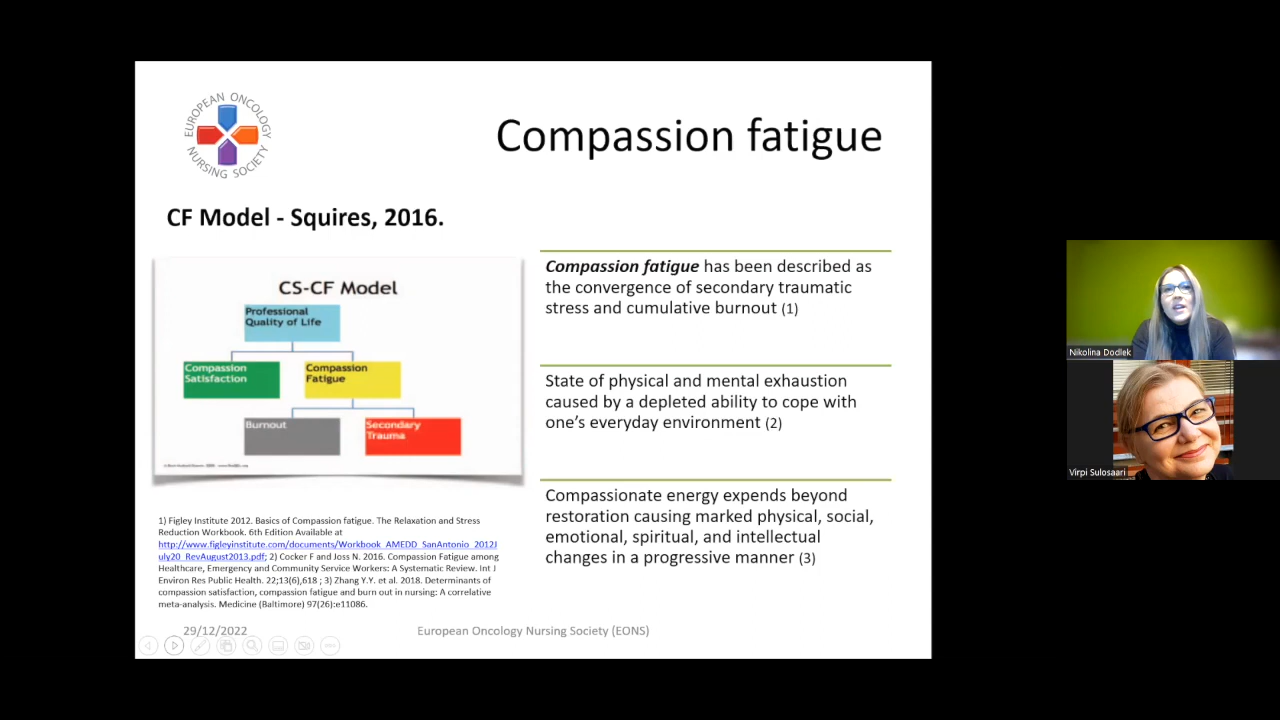 EUROPEAN ONCOLOGY
NURSING SOCIETY
Compassion fatigue
CF Model - Squires, 2016.
CS-CF Model
Professional
Quality of Life
Compassion
Satisfaction
Compassion
Fatigue
Burnout
Secondary
Trauma
Compassion fatigue has been described as
the convergence of secondary traumatic
stress and cumulative burnout (1)
State of physical and mental exhaustion
caused by a depleted ability to cope with
one's everyday environment (2)
Compassionate energy expends beyond
restoration causing marked physical, social,
emotional, spiritual, and intellectual
changes in a progressive manner (3)
1) Figley Institute 2012. Basics of Compassion fatigue. The Relaxation and Stress
Reduction Workbook. 6th Edition Available at
http://www.figleyinstitute.com/documents/Workbook_AMEDD_SanAntonio_2012J
uly20_RevAugust2013.pdf; 2) Cocker F and Joss N. 2016. Compassion Fatigue among
Healthcare, Emergency and Community Service Workers: A Systematic Review. Int J
Environ Res Public Health. 22;13(6),618 ; 3) Zhang Y.Y. et al. 2018. Determinants of
compassion satisfaction, compassion fatigue and burn out in nursing: A correlative
meta-analysis. Medicine (Baltimore) 97(26):e11086.
29/12/2022
European Oncology Nursing Society (EONS)
Nikolina Dodlek
Virpi Sulosaari